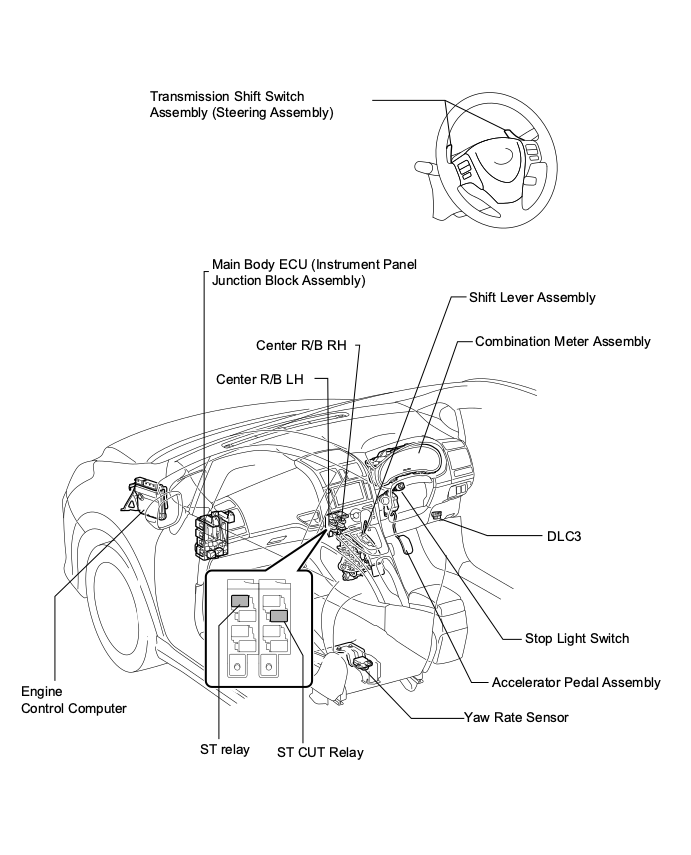 Transmission Shift Switch
Assembly (Steering Assembly)
Main Body ECU (Instrument Panel
Junction Block Assembly)
Shift Lever Assembly
Center R/B RH
Combination Meter Assembly
Center R/B LH
DLC3
Stop Light Switch
Accelerator Pedal Assembly
Engine
Control Computer
Yaw Rate Sensor
ST relay
ST CUT Relay